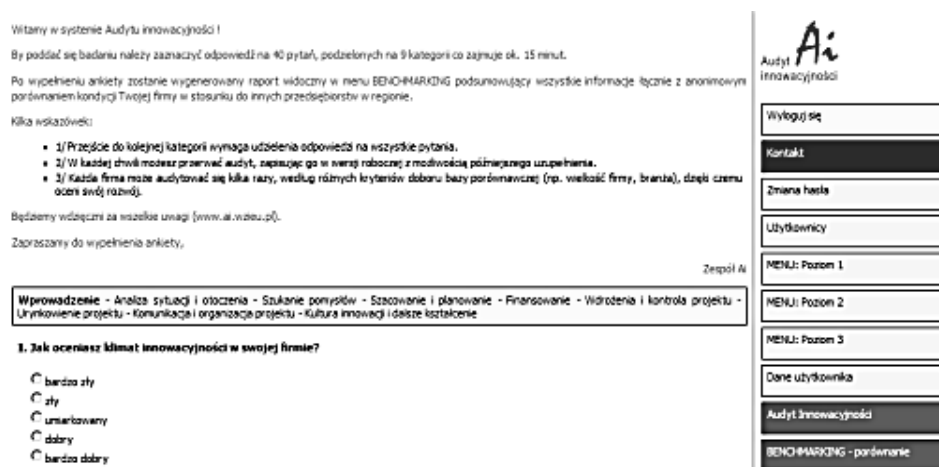 Witamy w systemie Audytu innowacyjności !
By poddać się badaniu należy zaznaczyć odpowiedź na 40 pytań, podzielonych na 9 kategorii co zajmuje ok. 15 minut.
Po wypełnieniu ankiety zostanie wygenerowany raport widoczny w menu BENCHMARKING podsumowujący wszystkie informacje łącznie z anonimowym
porównaniem kondycji Twojej firmy w stosunku do innych przedsiębiorstw w regionie.
Kilka wskazówek:
1/ Przejście do kolejnej kategorii wymaga udzielenia odpowiedzi na wszystkie pytania.
2/ W każdej chwili możesz przerwać audyt, zapisując go w wersji roboczej z możliwością późniejszego uzupełnienia.
3/ Każda firma może audytować się kilka razy, według różnych kryteriów doboru bazy porównawczej (np. wielkość firmy, branża), dzięki czemu
oceni swój rozwój.
Będziemy wdzięczni za wszelkie uwagi (www.ai.wzieu.pl).
Zapraszamy do wypełnienia ankiety,
Zespół Ai
Wprowadzenie - Analiza sytuacji i otoczenia - Szukanie pomysłów - Szacowanie i planowanie - Finansowanie - Wdrożenia i kontrola projektu -
Urynkowienie projektu - Komunikacja i organizacja projektu - Kultura innowacji i dalsze kształcenie
1. Jak oceniasz klimat innowacyjności w swojej firmie?
bardzo zły
zły
umiarkowany
dobry
bardzo dobry
Audyt Ai
innowacyjności
Wyloguj się
Kontakt
Zmiana hasła
Użytkownicy
MENU: Poziom 1
MENU: Poziom 2
MENU: Poziom 3
Dane użytkownika
Audyt Innowacyjności
BENCHMARKING - porównanie